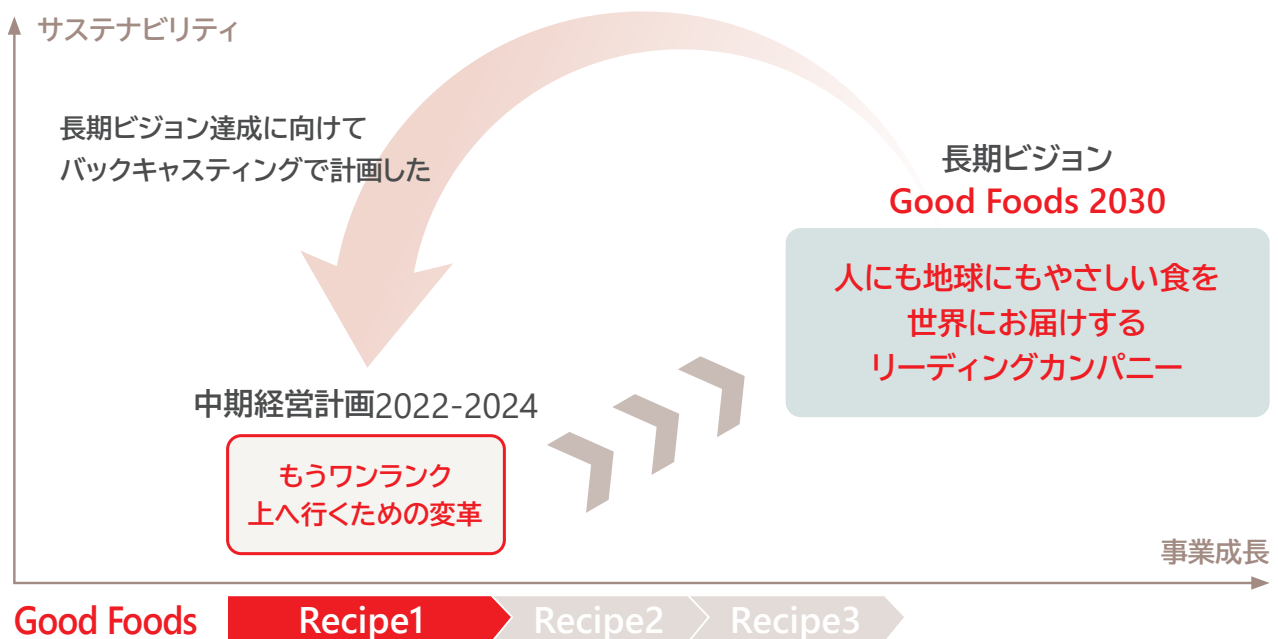 サステナビリティ
長期ビジョン達成に向けて
バックキャスティングで計画した
長期ビジョン
Good Foods 2030
人にも地球にもやさしい食を
世界にお届けする
リーディングカンパニー
中期経営計画2022-2024
もうワンランク
上へ行くための変革
事業成長
Good Foods Recipe1 Recipe2 Recipe3